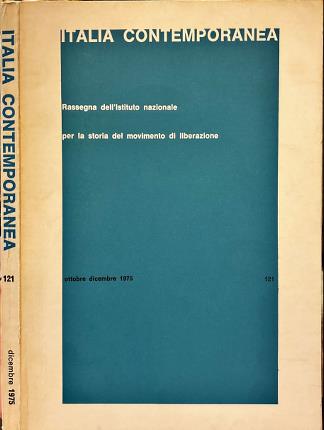 ITALIA CONTEMPORANEA
121
dicembre 1975
ITALIA CONTEMPORANEA
Rassegna dell'Istituto nazionale
per la storia del movimento di liberazione
ottobre dicembre 1975
121